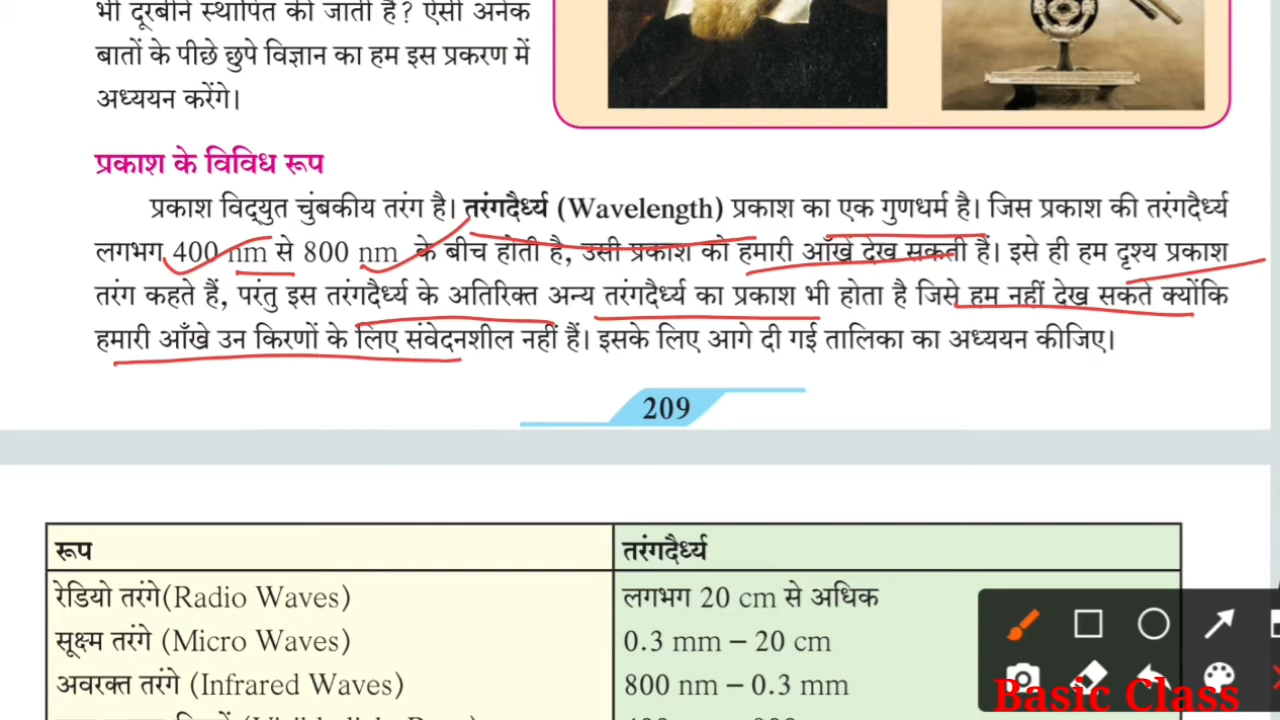 भी दूरबीने स्थापित की जाती है? ऐसी अनेक
बातों के पीछे छुपे विज्ञान का हम इस प्रकरण में
अध्ययन करेंगे।
प्रकाश के विविध रूप
प्रकाश विद्युत चुंबकीय तरंग है। तरंगदैर्ध्य (Wavelength) प्रकाश का एक गुणधर्म है। जिस प्रकाश की तरंगदैर्ध्य
लगभग 400 nm से 800 nm के बीच होती है, उसी प्रकाश को हमारी आँखे देख सकती हैं। इसे ही हम दृश्य प्रकाश
तरंग कहते हैं, परंतु इस तरंगदैर्ध्य के अतिरिक्त अन्य तरंगदैर्ध्य का प्रकाश भी होता है जिसे हम नहीं देख सकते क्योंकि
हमारी आँखे उन किरणों के लिए संवेदनशील नहीं हैं। इसके लिए आगे दी गई तालिका का अध्ययन कीजिए।
209
रूप तरंगदैर्ध्य
रेडियो तरंगे(Radio Waves) लगभग 20 cm से अधिक
सूक्ष्म तरंगे (Micro Waves) 0.3 mm – 20 cm
अवरक्त तरंगे (Infrared Waves) 800 nm – 0.3 mm
Basic Class